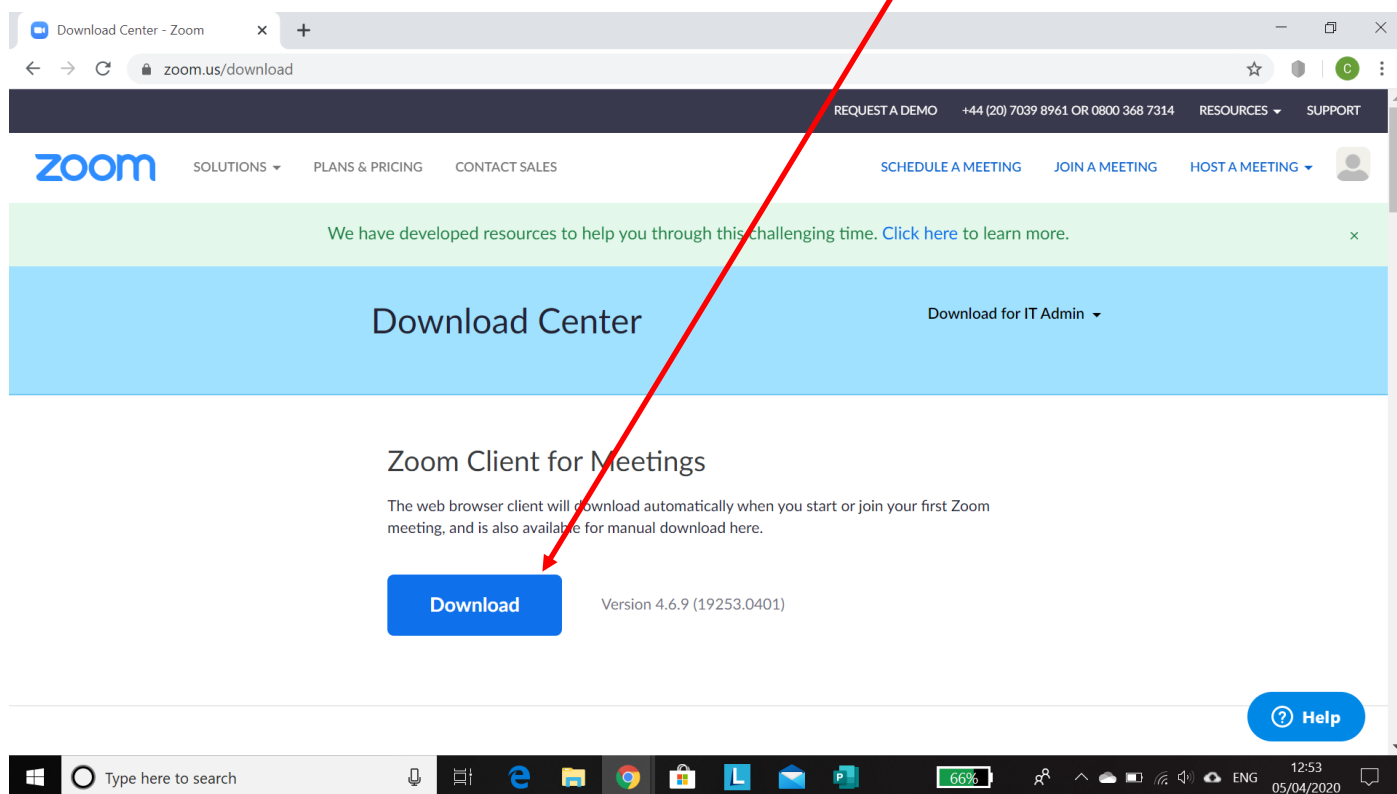 Download Center - Zoom
zoom.us/download
C
REQUEST A DEMO +44 (20) 7039 8961 OR 0800 368 7314 RESOURCES SUPPORT
zoom SOLUTIONS PLANS & PRICING CONTACT SALES SCHEDULE A MEETING JOIN A MEETING HOST A MEETING
We have developed resources to help you through this challenging time. Click here to learn more. ×
Download Center
Download for IT Admin
Zoom Client for Meetings
The web browser client will download automatically when you start or join your first Zoom
meeting, and is also available for manual download here.
Download Version 4.6.9 (19253.0401)
? Help
Type here to search L P 66% ENG 12:53
05/04/2020